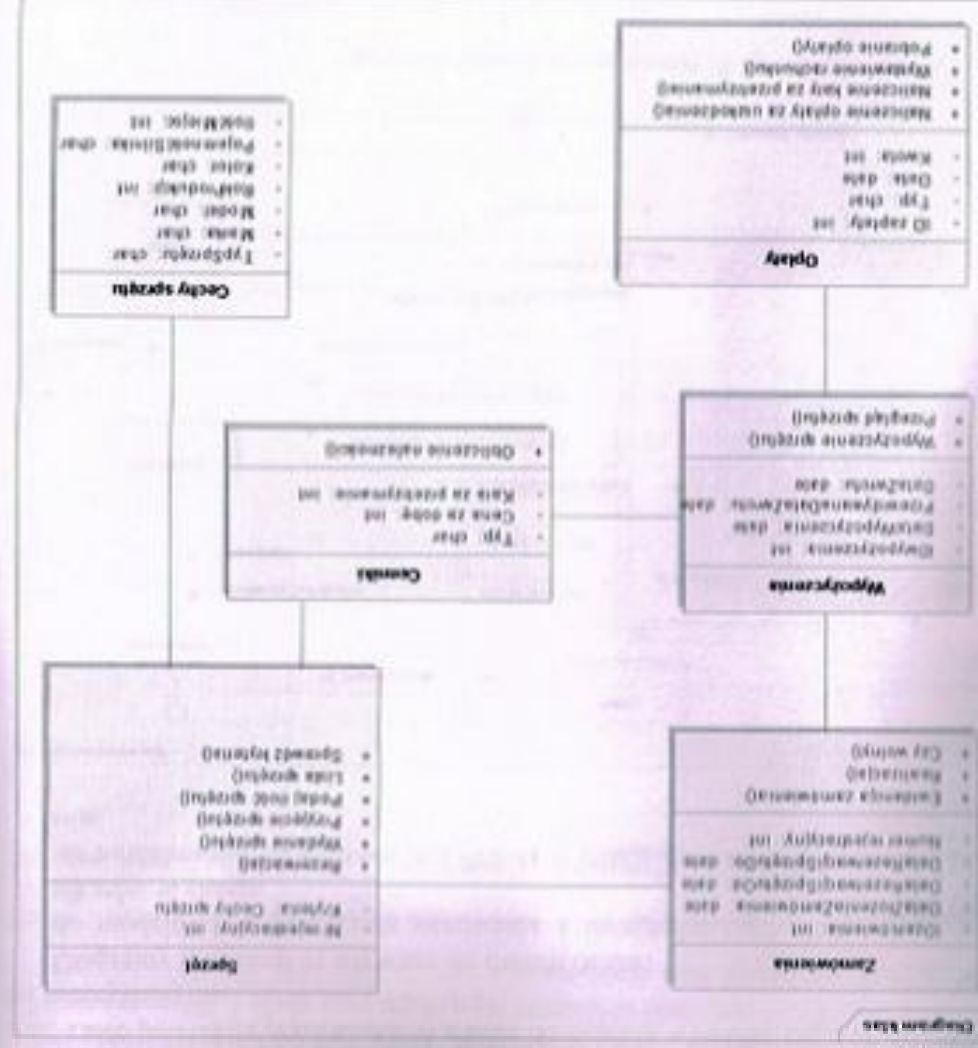 Diagram klas
Zamówienia
- IDzamówienia: int
- DataZłożeniaZamówienia: date
- DataRezerwacjiSprzętuOd: date
- DataRezerwacjiSprzętuDo: date
- Numer rejestracyjny: int
+ Ewidencja zamówienia()
+ Realizacja()
+ Czy wolny()
Sprzęt
- Nr rejestracyjny: int
- Kryteria: Cechy sprzętu
+ Rezerwacja()
+ Wydanie sprzętu()
+ Przyjęcie sprzętu()
+ Podaj ilość sprzętu()
+ Lista sprzętu()
+ Sprawdź kryteria()
Wypożyczenia
- IDwypożyczenia: int
- DataWypożyczenia: date
- PrzewidywanaDataZwrotu: date
- DataZwrotu: date
+ Wypożyczenie sprzętu()
+ Przegląd sprzętu()
Cenniki
- Typ: char
- Cena za dobę: int
- Kara za przetrzymanie: int
+ Obliczenie należności()
Opłaty
- ID zapłaty: int
- Typ: char
- Data: date
- Kwota: int
+ Naliczenie opłaty za uszkodzenia()
+ Naliczenie kary za przetrzymanie()
+ Wystawienie rachunku()
+ Pobranie opłaty()
Cechy sprzętu
- TypSprzętu: char
- Marka: char
- Model: char
- RokProdukcji: int
- Kolor: char
- PojemnośćSilnika: char
- IlośćMiejsc: int